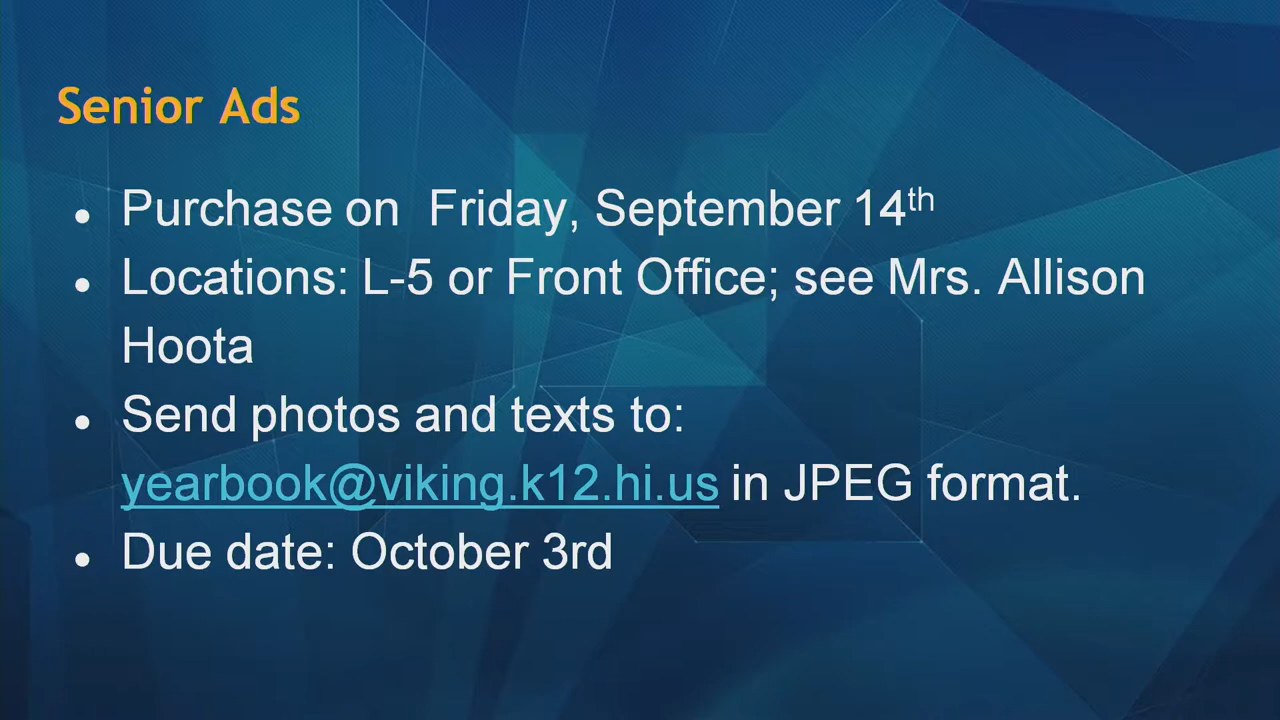 Senior Ads
Purchase on Friday, September 14th
Locations: L-5 or Front Office; see Mrs. Allison
Hoota
Send photos and texts to:
yearbook@viking.k12.hi.us in JPEG format.
Due date: October 3rd